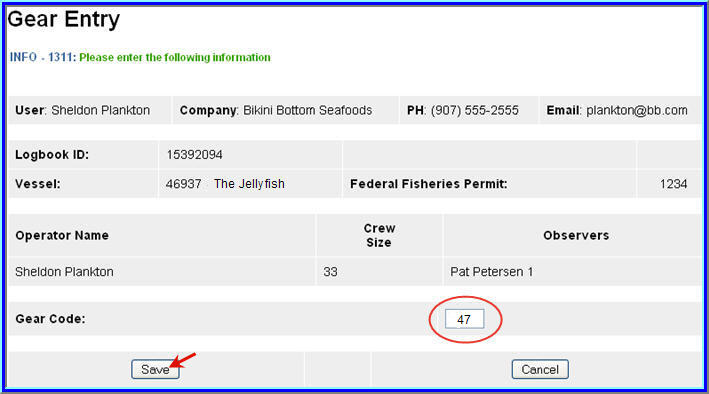 Gear Entry
INFO - 1311: Please enter the following information
User: Sheldon Plankton Company: Bikini Bottom Seafoods PH: (907) 555-2555 Email: plankton@bb.com
Logbook ID: 15392094
Vessel: 46937 The Jellyfish Federal Fisheries Permit: 1234
Operator Name Crew Size Observers
Sheldon Plankton 33 Pat Petersen 1
Gear Code: 47
Save Cancel